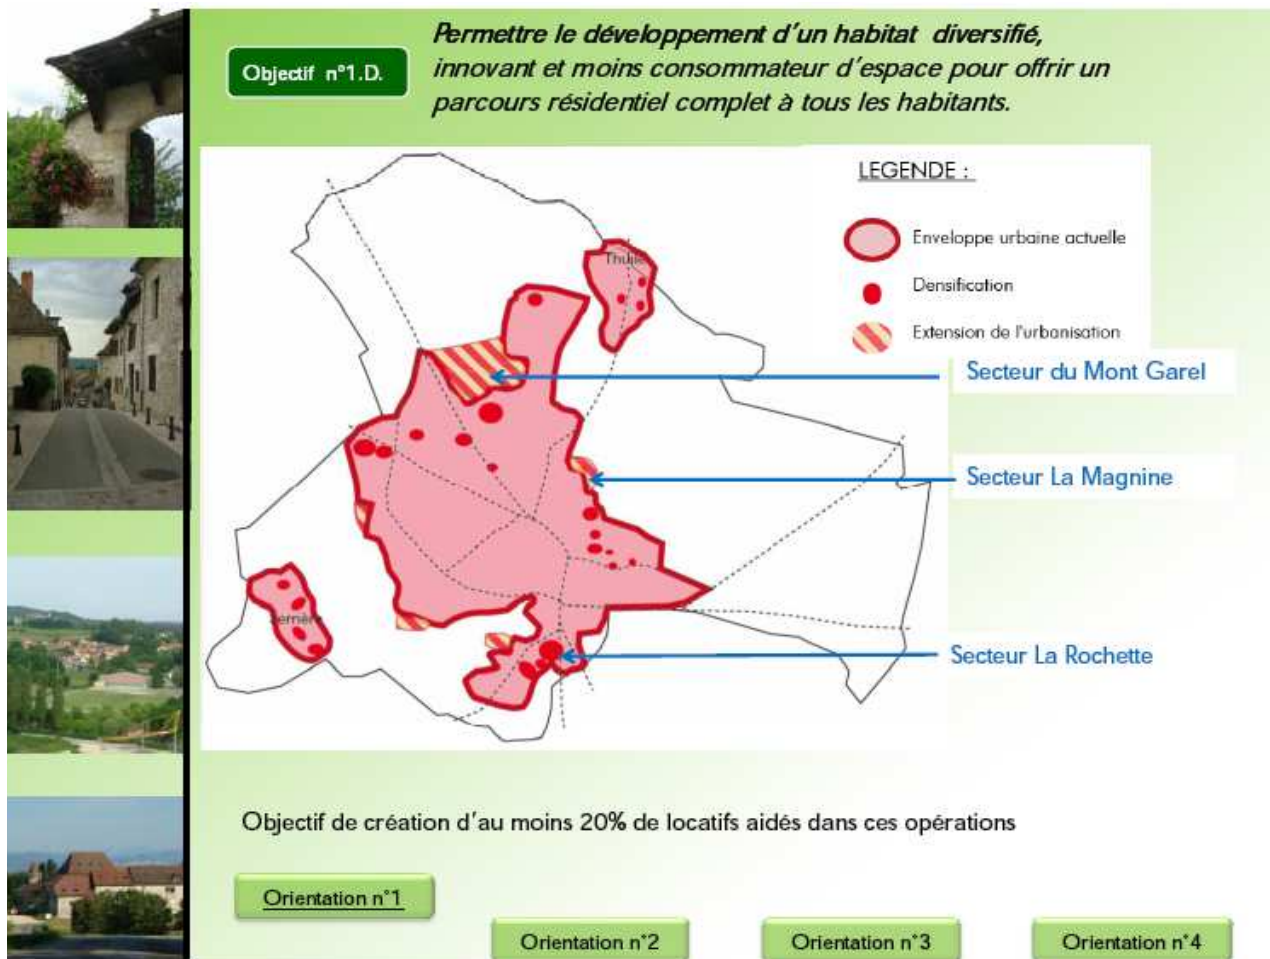 Objectif n°1.D.
Permettre le développement d'un habitat diversifié,
innovant et moins consommateur d'espace pour offrir un
parcours résidentiel complet à tous les habitants.
LEGENDE :
Enveloppe urbaine actuelle
Densification
Extension de l'urbanisation
Secteur du Mont Garel
Secteur La Magnine
Secteur La Rochette
Objectif de création d'au moins 20% de locatifs aidés dans ces opérations
Orientation n°1
Orientation n°2
Orientation n°3
Orientation n°4